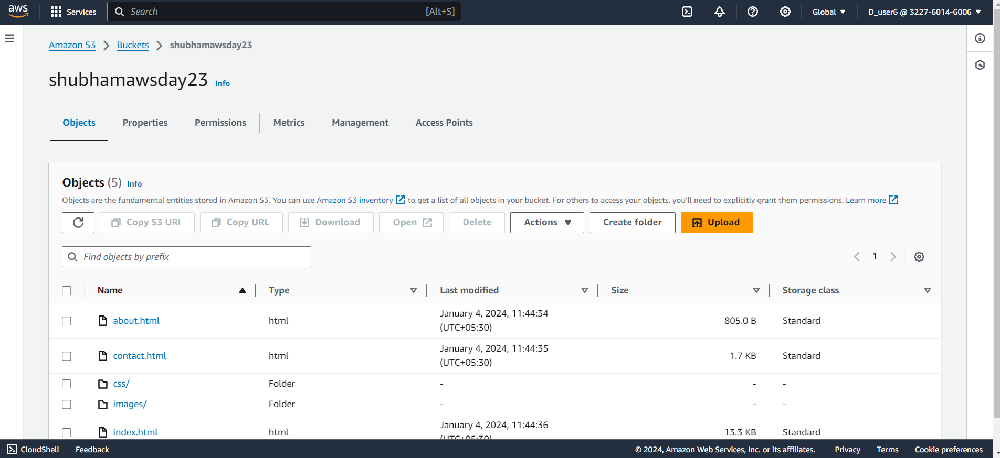 aws Services Search [Alt+S] Global D_user6 @ 3227-6014-6006
Amazon S3 Buckets shubhamawsday23
shubhamawsday23 Info
Objects Properties Permissions Metrics Management Access Points
Objects (5) Info
Objects are the fundamental entities stored in Amazon S3. You can use Amazon S3 inventory to get a list of all objects in your bucket. For others to access your objects, you'll need to explicitly grant them permissions. Learn more
Copy S3 URI Copy URL Download Open Delete Actions Create folder Upload
Find objects by prefix 1
Name Type Last modified Size Storage class
about.html html January 4, 2024, 11:44:34 (UTC+05:30) 805.0 B Standard
contact.html html January 4, 2024, 11:44:35 (UTC+05:30) 1.7 KB Standard
css/ Folder - - -
images/ Folder - - -
index.html html January 4, 2024, 11:44:36 (UTC+05:30) 13.3 KB Standard
CloudShell Feedback © 2024, Amazon Web Services, Inc. or its affiliates. Privacy Terms Cookie preferences